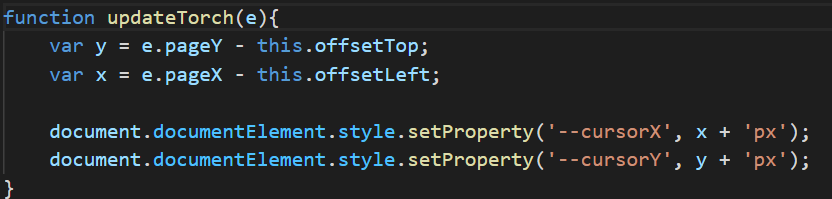 function updateTorch(e){
    var y = e.pageY - this.offsetTop;
    var x = e.pageX - this.offsetLeft;

    document.documentElement.style.setProperty('--cursorX', x + 'px');
    document.documentElement.style.setProperty('--cursorY', y + 'px');
}